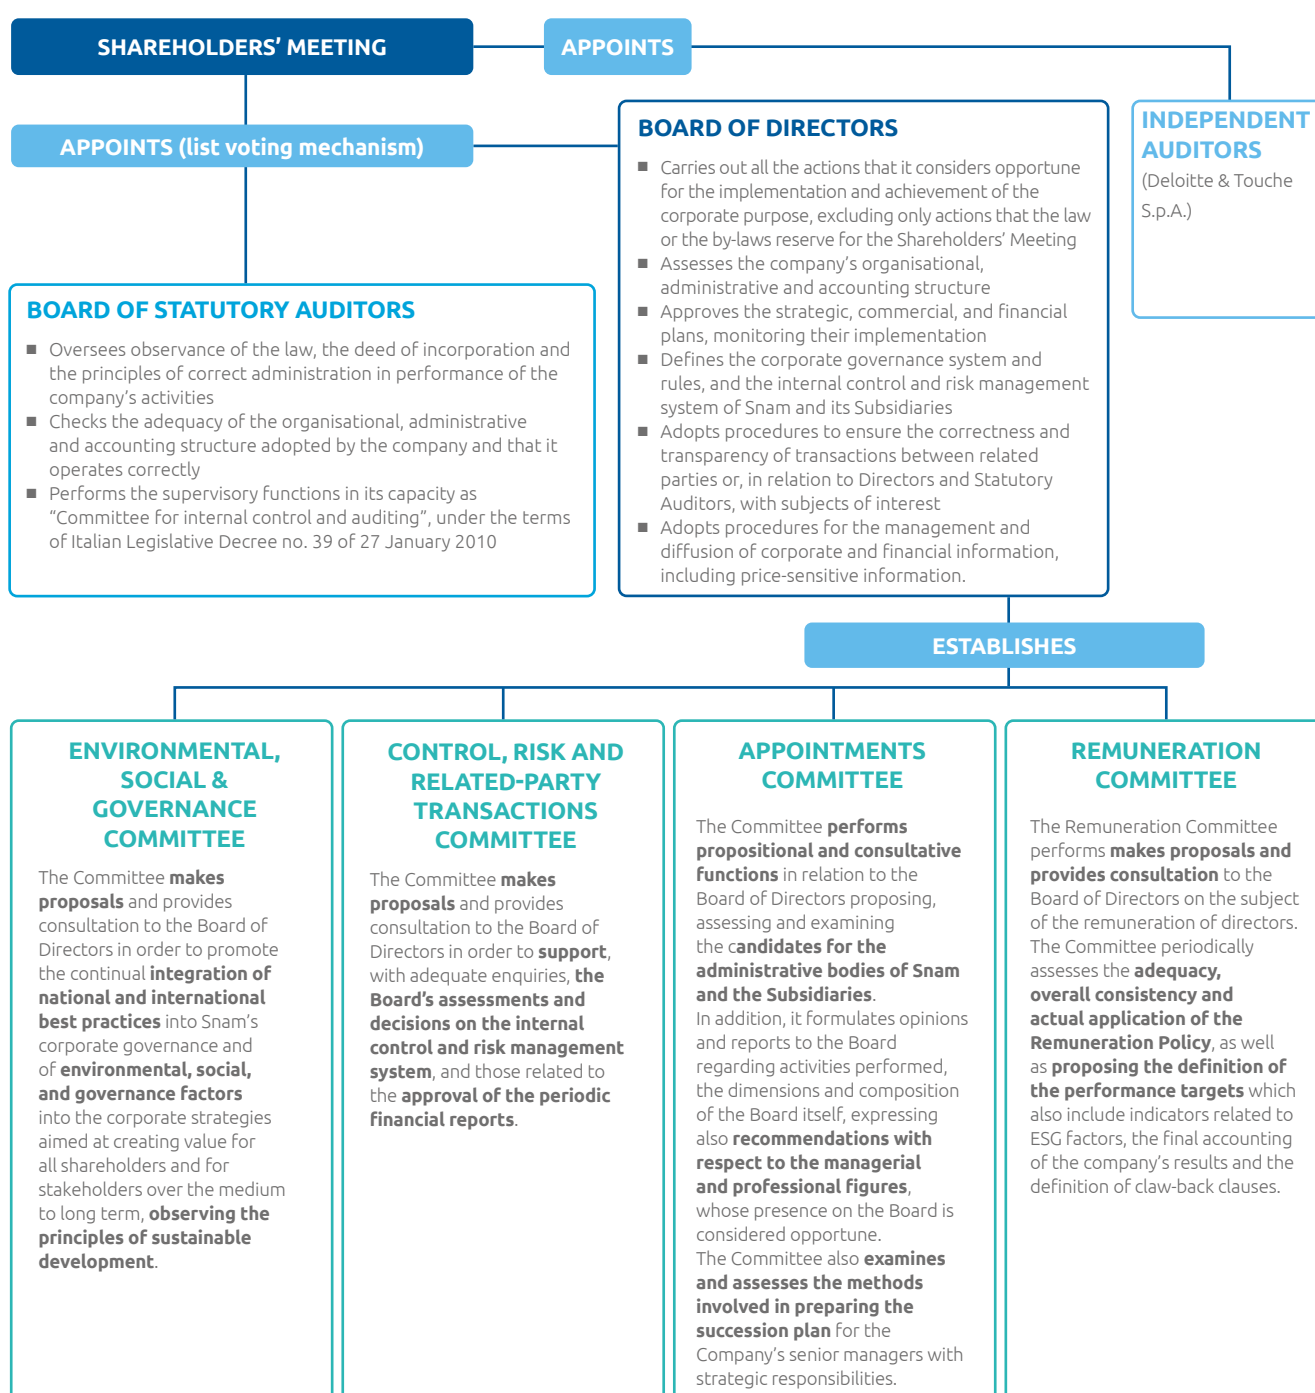 SHAREHOLDERS’ MEETING
APPOINTS
APPOINTS (list voting mechanism)
BOARD OF DIRECTORS
■ Carries out all the actions that it considers opportune
for the implementation and achievement of the
corporate purpose, excluding only actions that the law
or the by-laws reserve for the Shareholders’ Meeting
■ Assesses the company’s organisational,
administrative and accounting structure
■ Approves the strategic, commercial, and financial
plans, monitoring their implementation
■ Defines the corporate governance system and
rules, and the internal control and risk management
system of Snam and its Subsidiaries
■ Adopts procedures to ensure the correctness and
transparency of transactions between related
parties or, in relation to Directors and Statutory
Auditors, with subjects of interest
■ Adopts procedures for the management and
diffusion of corporate and financial information,
including price-sensitive information.
INDEPENDENT
AUDITORS
(Deloitte & Touche
S.p.A.)
BOARD OF STATUTORY AUDITORS
■ Oversees observance of the law, the deed of incorporation and
the principles of correct administration in performance of the
company’s activities
■ Checks the adequacy of the organisational, administrative
and accounting structure adopted by the company and that it
operates correctly
■ Performs the supervisory functions in its capacity as
“Committee for internal control and auditing”, under the terms
of Italian Legislative Decree no. 39 of 27 January 2010
ESTABLISHES
ENVIRONMENTAL,
SOCIAL &
GOVERNANCE
COMMITTEE
The Committee makes
proposals and provides
consultation to the Board of
Directors in order to promote
the continual integration of
national and international
best practices into Snam’s
corporate governance and
of environmental, social,
and governance factors
into the corporate strategies
aimed at creating value for
all shareholders and for
stakeholders over the medium
to long term, observing the
principles of sustainable
development.
CONTROL, RISK AND
RELATED-PARTY
TRANSACTIONS
COMMITTEE
The Committee makes
proposals and provides
consultation to the Board of
Directors in order to support,
with adequate enquiries, the
Board’s assessments and
decisions on the internal
control and risk management
system, and those related to
the approval of the periodic
financial reports.
APPOINTMENTS
COMMITTEE
The Committee performs
propositional and consultative
functions in relation to the
Board of Directors proposing,
assessing and examining
the candidates for the
administrative bodies of Snam
and the Subsidiaries.
In addition, it formulates opinions
and reports to the Board
regarding activities performed,
the dimensions and composition
of the Board itself, expressing
also recommendations with
respect to the managerial
and professional figures,
whose presence on the Board is
considered opportune.
The Committee also examines
and assesses the methods
involved in preparing the
succession plan for the
Company’s senior managers with
strategic responsibilities.
REMUNERATION
COMMITTEE
The Remuneration Committee
performs makes proposals and
provides consultation to the
Board of Directors on the subject
of the remuneration of directors.
The Committee periodically
assesses the adequacy,
overall consistency and
actual application of the
Remuneration Policy, as well
as proposing the definition of
the performance targets which
also include indicators related to
ESG factors, the final accounting
of the company’s results and the
definition of claw-back clauses.